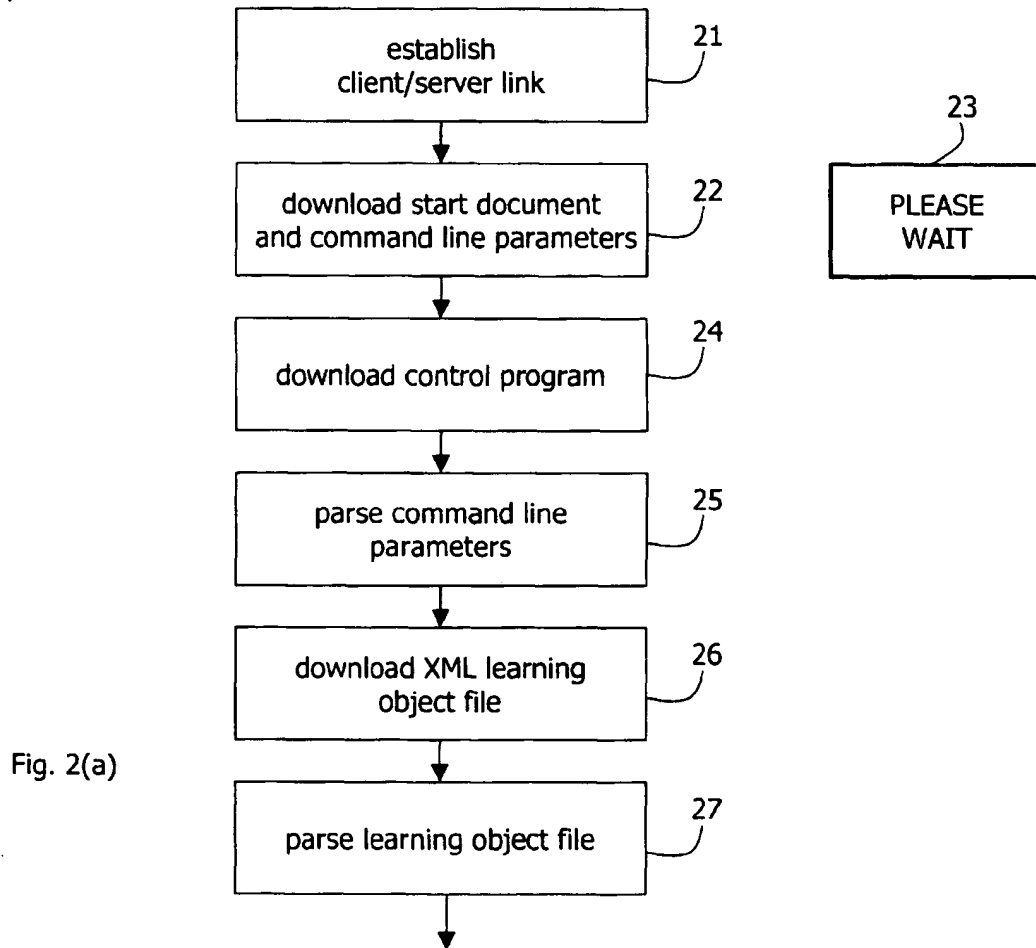 establish
client/server link
21
download start document
and command line parameters
22
23
PLEASE
WAIT
download control program
24
parse command line
parameters
25
download XML learning
object file
26
Fig. 2(a)
parse learning object file
27